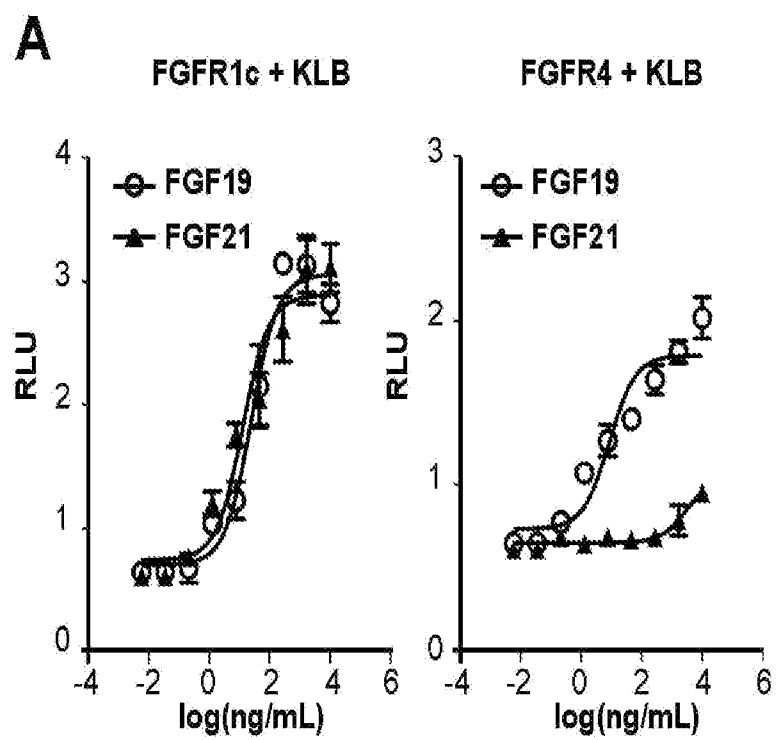 A
FGFR1c + KLB
FGFR4 + KLB
4
3
2
1
0
RLU
FGF19
FGF21
-4 -2 0 2 4 6
log(ng/mL)
3
2
1
0
RLU
FGF19
FGF21
-4 -2 0 2 4 6
log(ng/mL)